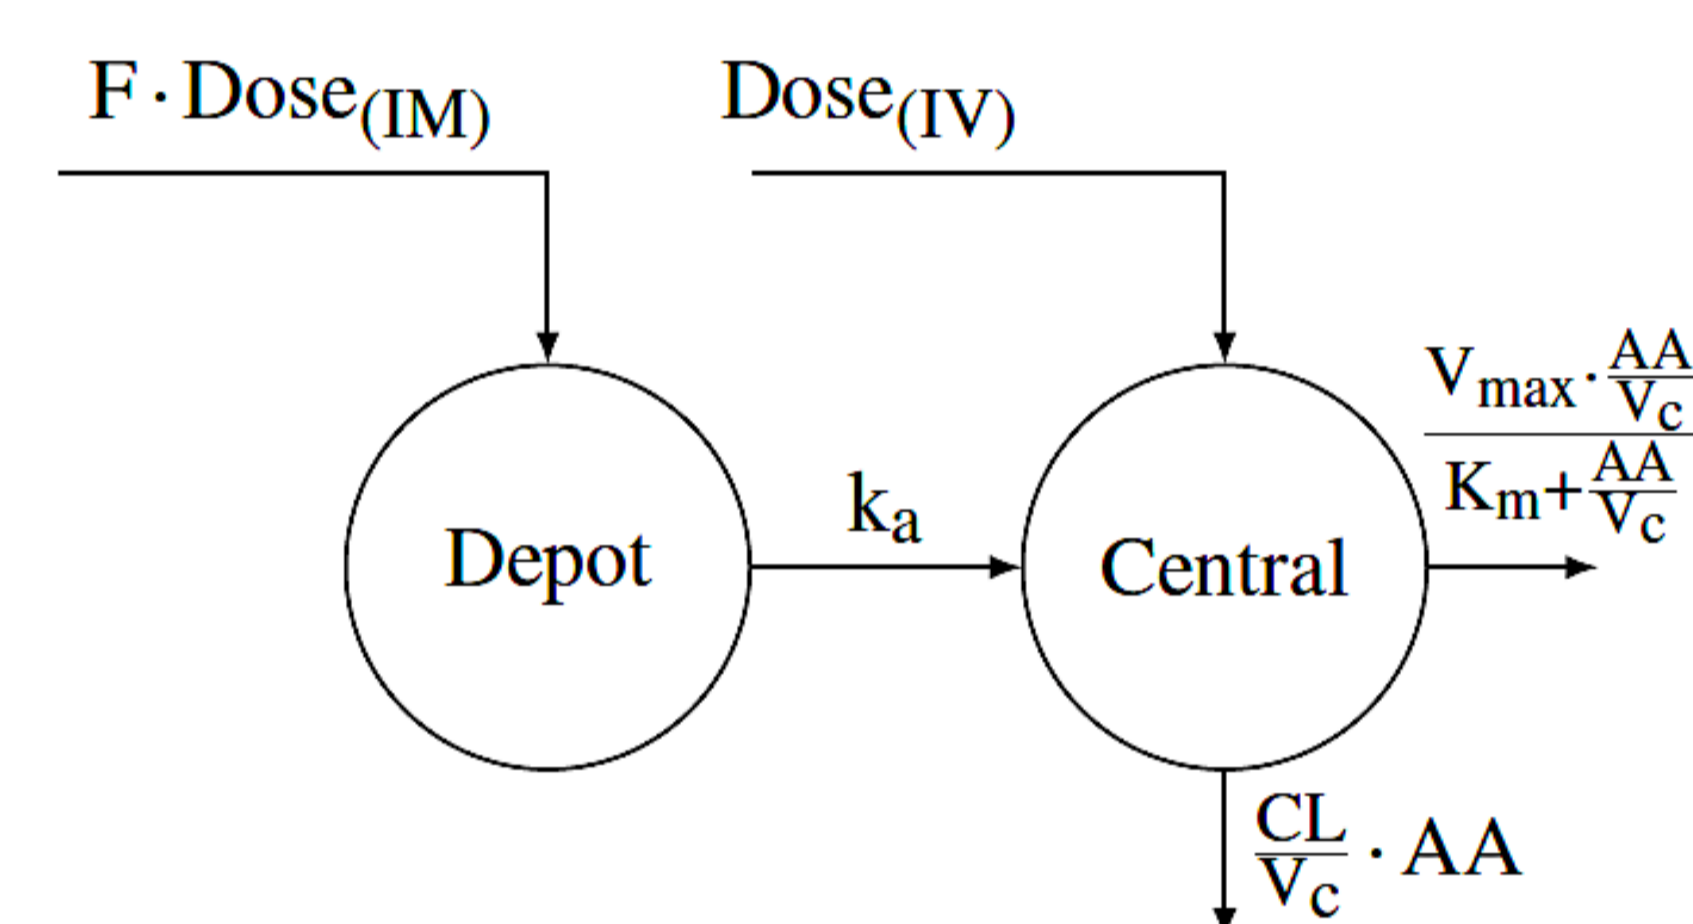 F · Dose(IM)
Dose(IV)
Vmax · AA/Vc
Km+AA/Vc
ka
Depot
Central
CL/Vc · AA